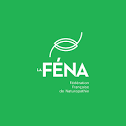 LA FÉNA
Fédération
Française
de Naturopathie